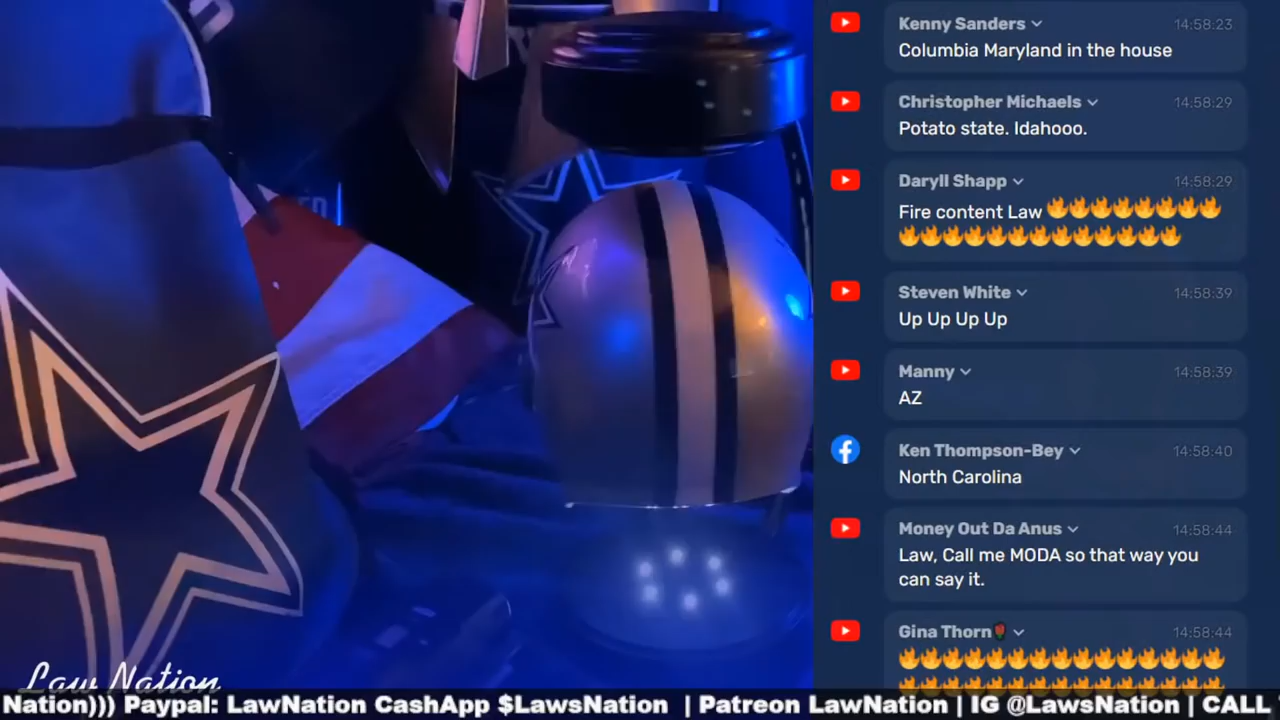 Kenny Sanders
14:58:23
Columbia Maryland in the house
Christopher Michaels
14:58:29
Potato state. Idahooo.
Daryll Shapp
14:58:29
Fire content Law 🔥🔥🔥🔥🔥🔥🔥🔥
🔥🔥🔥🔥🔥🔥🔥🔥🔥🔥🔥🔥🔥
Steven White
14:58:39
Up Up Up Up
Manny
14:58:39
AZ
Ken Thompson-Bey
14:58:40
North Carolina
Money Out Da Anus
14:58:44
Law, Call me MODA so that way you
can say it.
Gina Thorn🌹
14:58:44
🔥🔥🔥🔥🔥🔥🔥🔥🔥🔥🔥🔥🔥🔥🔥
🔥🔥🔥🔥🔥🔥🔥🔥🔥🔥🔥🔥🔥🔥🔥
Law Nation
Nation))) Paypal: LawNation CashApp $LawsNation | Patreon LawNation | IG @LawsNation | CALL